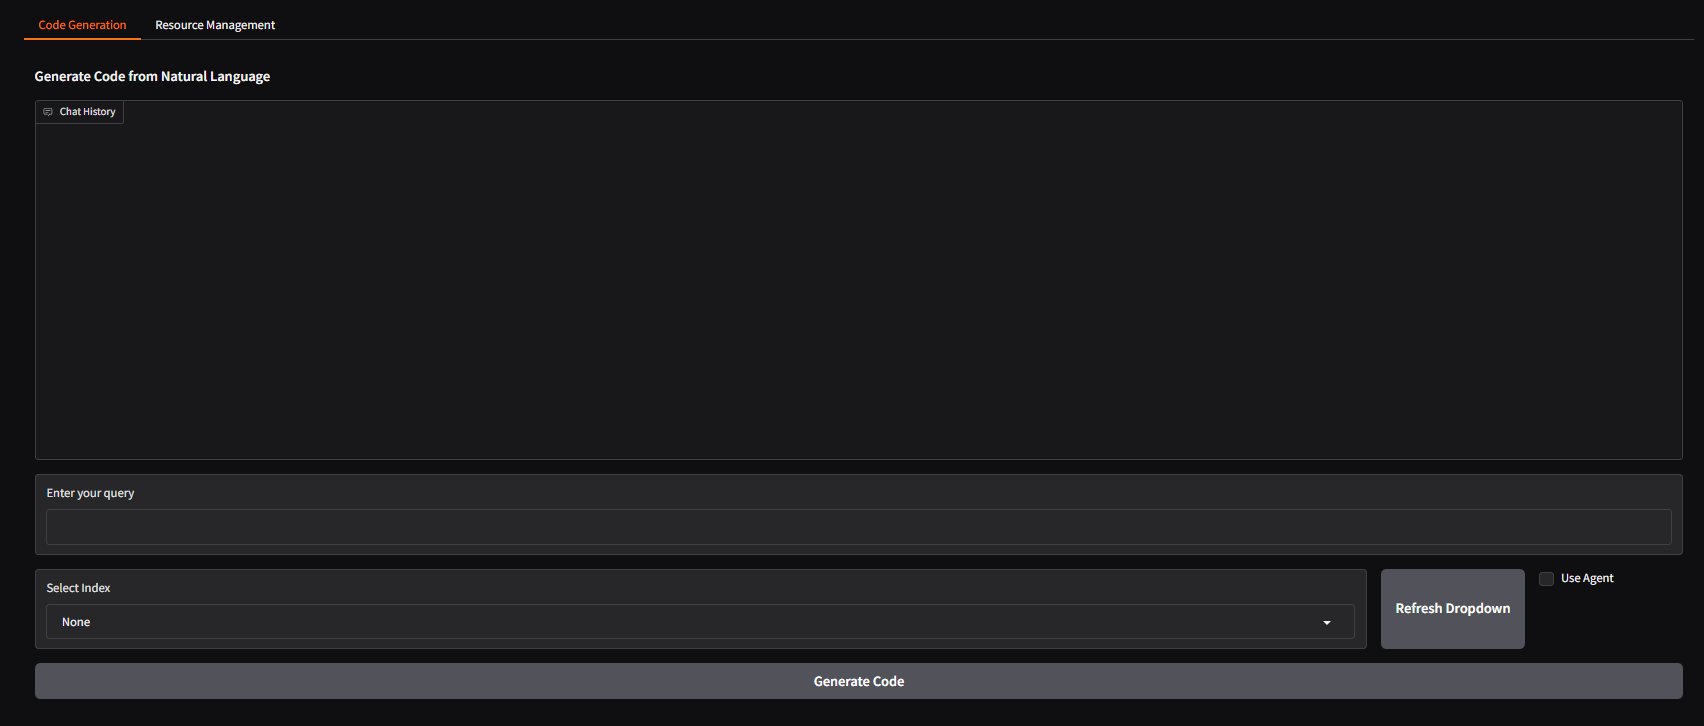 Code Generation Resource Management
Generate Code from Natural Language
Chat History
Enter your query
Select Index
None
Refresh Dropdown
Use Agent
Generate Code